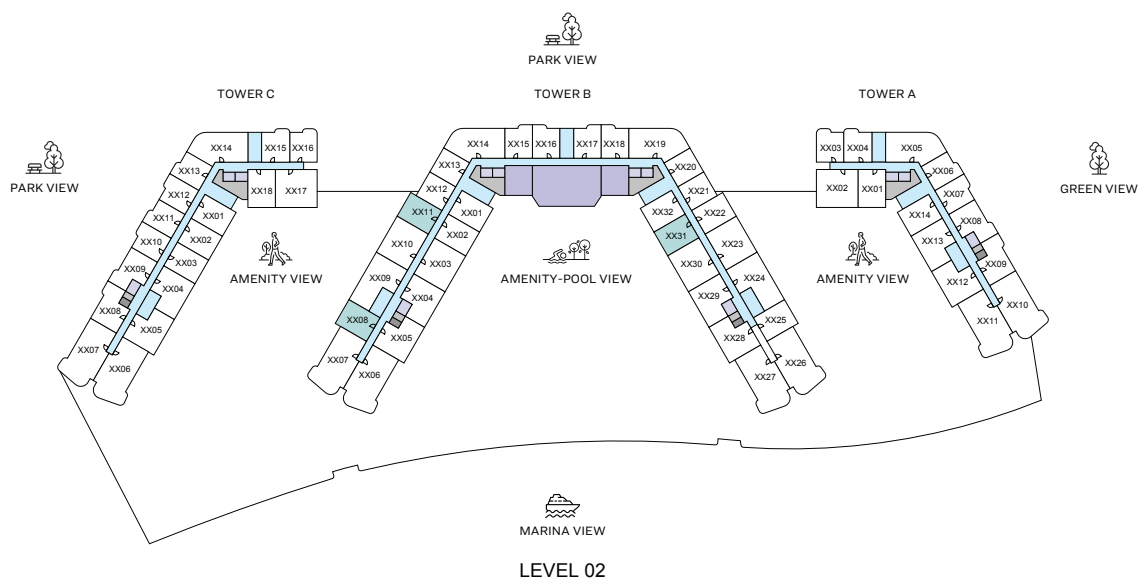 PARK VIEW
TOWER C
TOWER B
TOWER A
PARK VIEW
GREEN VIEW
AMENITY VIEW
AMENITY-POOL VIEW
AMENITY VIEW
XX14
XX15
XX16
XX13
XX18
XX17
XX12
XX01
XX11
XX02
XX10
XX03
XX09
XX04
XX08
XX05
XX07
XX06
XX14
XX15
XX16
XX17
XX18
XX19
XX13
XX20
XX12
XX21
XX11
XX01
XX32
XX22
XX02
XX31
XX10
XX23
XX03
XX30
XX09
XX24
XX04
XX29
XX08
XX25
XX05
XX28
XX07
XX26
XX06
XX27
XX03
XX04
XX05
XX06
XX02
XX01
XX07
XX14
XX08
XX13
XX09
XX12
XX10
XX11
MARINA VIEW
LEVEL 02